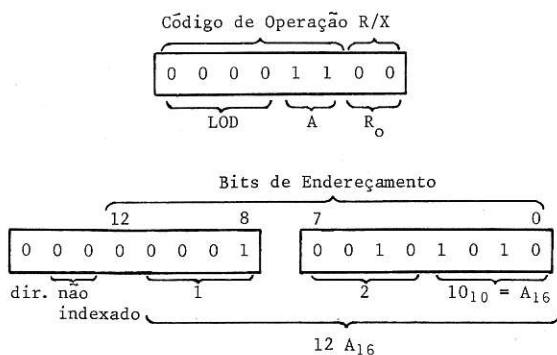 Código de Operação R/X
0 0 0 0 1 1 0 0
LOD A R₀
Bits de Endereçamento
12 8 7 0
0 0 0 0 0 0 0 1 0 0 1 0 1 0 1 0
dir. não 1 2 10₁₀ = A₁₆
indexado
12 A₁₆